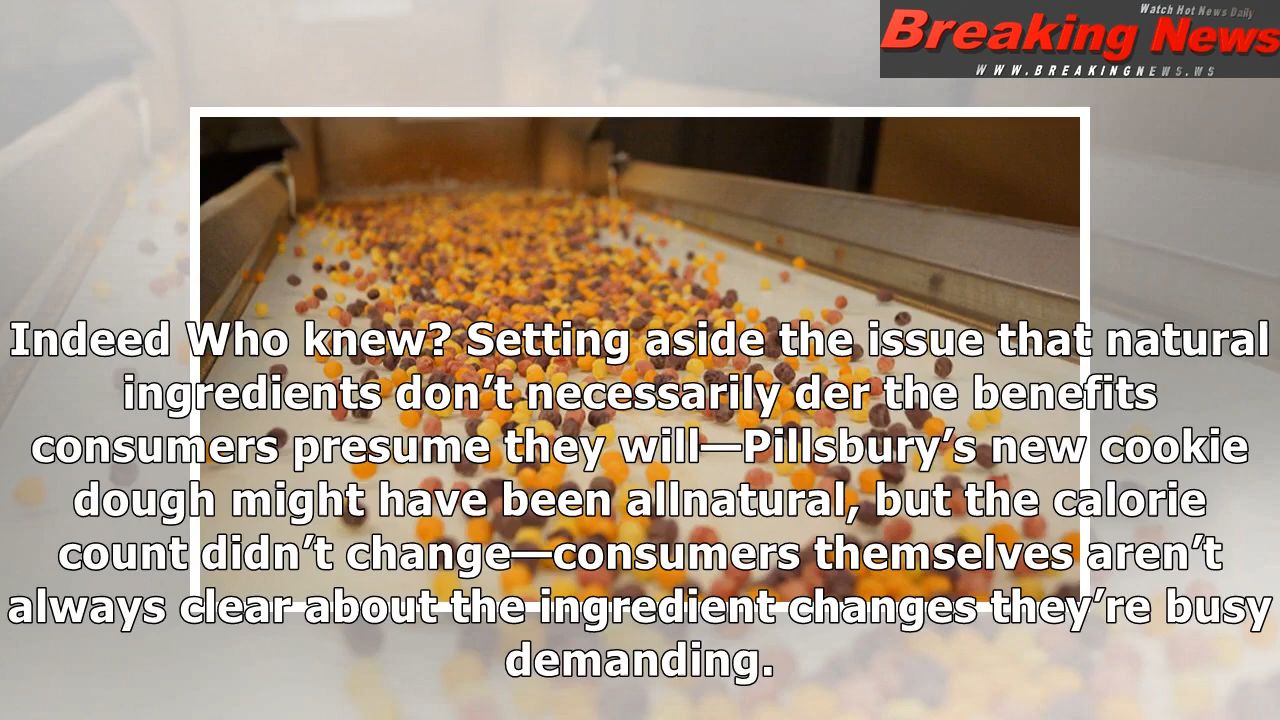 Watch Hot News Daily
Breaking News
WWW.BREAKINGNEWS.WS
Indeed Who knew? Setting aside the issue that natural
ingredients don’t necessarily der the benefits
consumers presume they will—Pillsbury’s new cookie
dough might have been allnatural, but the calorie
count didn’t change—consumers themselves aren’t
always clear about the ingredient changes they’re busy
demanding.